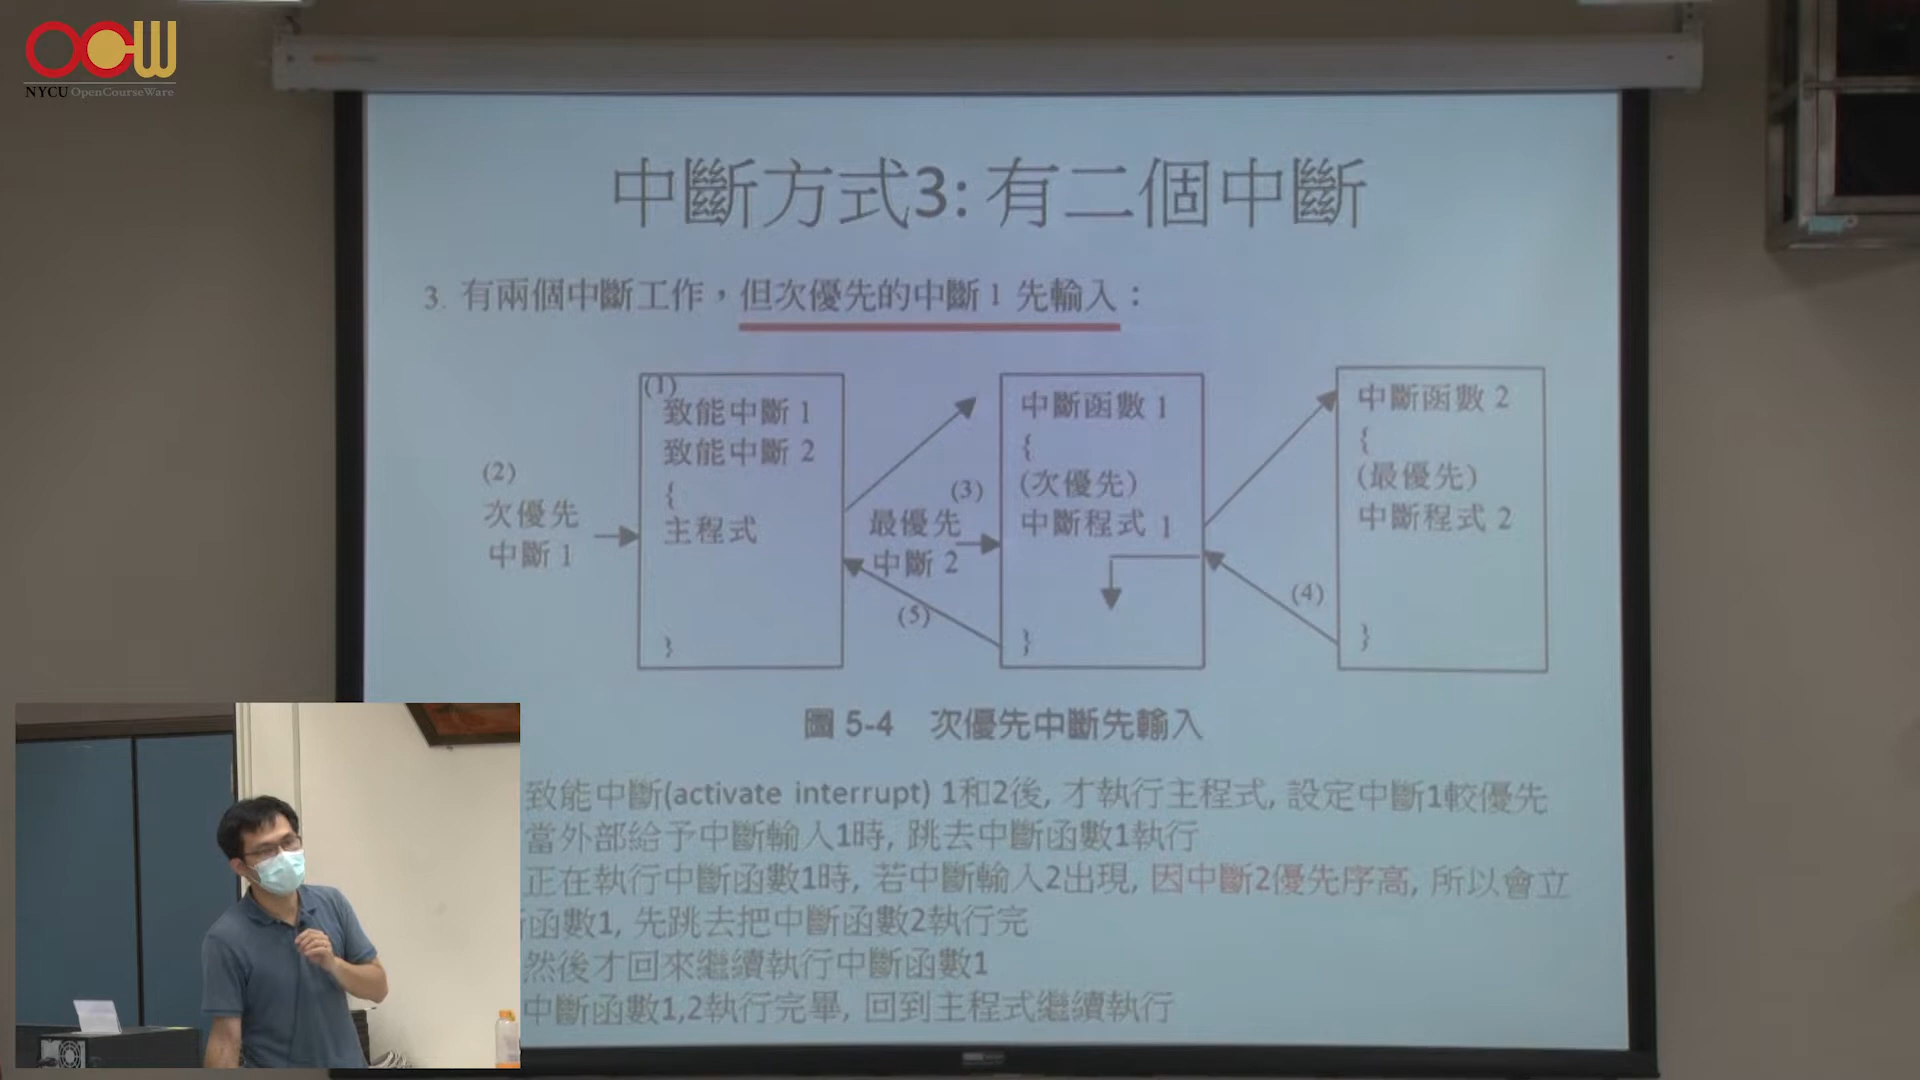 OCW
NYCU OpenCourseWare
中斷方式3: 有二個中斷
3. 有兩個中斷工作，但次優先的中斷 1 先輸入：
(1)
致能中斷 1
致能中斷 2
{
主程式
}
(2)
次優先
中斷 1
(3)
最優先
中斷 2
(5)
中斷函數 1
{
(次優先)
中斷程式 1
}
(4)
中斷函數 2
{
(最優先)
中斷程式 2
}
圖 5-4 次優先中斷先輸入
致能中斷(activate interrupt) 1和2後, 才執行主程式, 設定中斷1較優先
當外部給予中斷輸入1時, 跳去中斷函數1執行
正在執行中斷函數1時, 若中斷輸入2出現, 因中斷2優先序高, 所以會立
函數1, 先跳去把中斷函數2執行完
然後才回來繼續執行中斷函數1
中斷函數1,2執行完畢, 回到主程式繼續執行